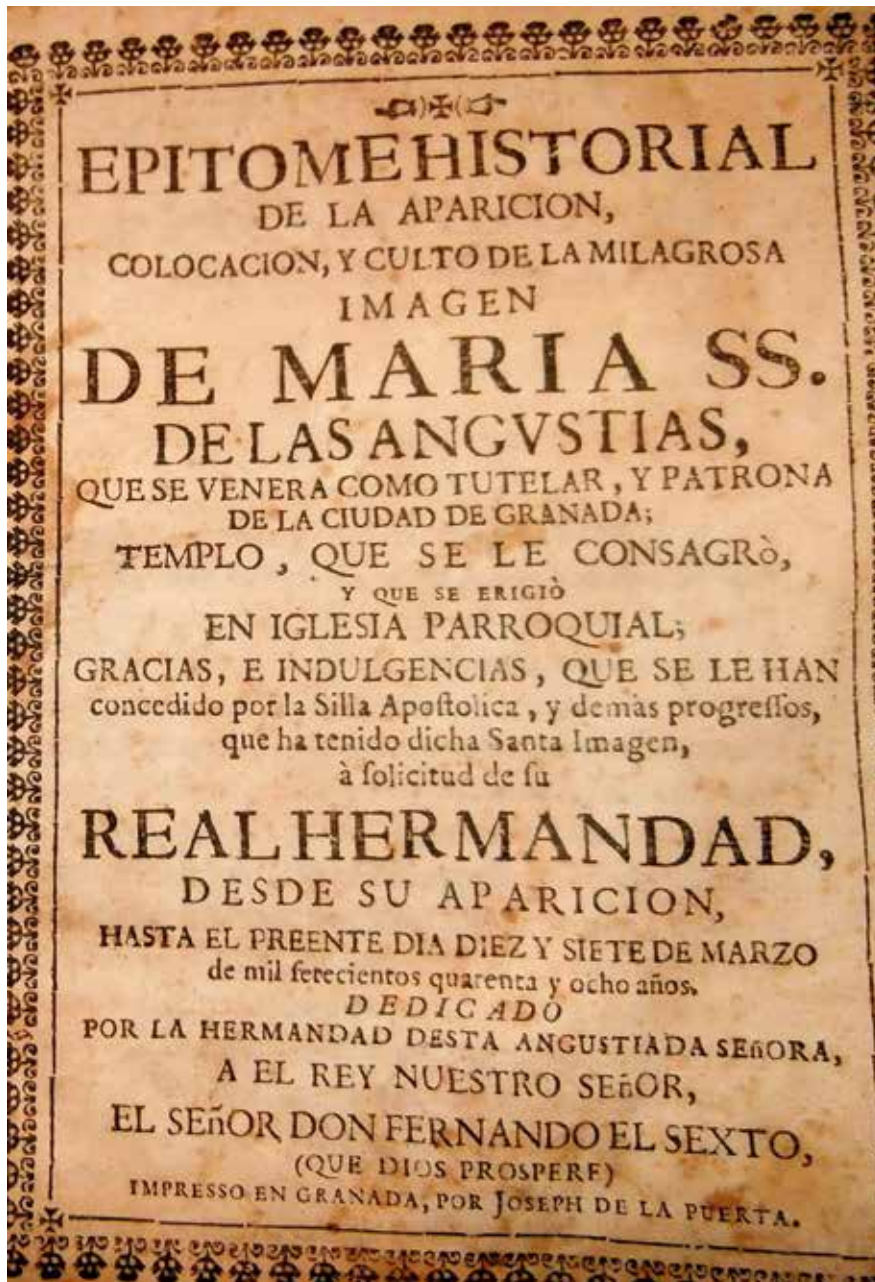 EPITOME HISTORIAL
DE LA APARICION,
COLOCACION, Y CULTO DE LA MILAGROSA
IMAGEN
DE MARIA SS.
DE LAS ANGVSTIAS,
QUE SE VENERA COMO TUTELAR, Y PATRONA
DE LA CIUDAD DE GRANADA;
TEMPLO, QUE SE LE CONSAGRò,
Y QUE SE ERIGIÒ
EN IGLESIA PARROQUIAL;
GRACIAS, E INDULGENCIAS, QUE SE LE HAN
concedido por la Silla Apoſtolica, y demàs progreſſos,
que ha tenido dicha Santa Imagen,
à ſolicitud de ſu
REAL HERMANDAD,
DESDE SU APARICION,
HASTA EL PREENTE DIA DIEZ Y SIETE DE MARZO
de mil ſetecientos quarenta y ocho años.
DEDICADO
POR LA HERMANDAD DESTA ANGUSTIADA SEñORA,
A EL REY NUESTRO SEñOR,
EL SEñOR DON FERNANDO EL SEXTO,
(QUE DIOS PROSPERE)
IMPRESSO EN GRANADA, POR JOSEPH DE LA PUERTA.